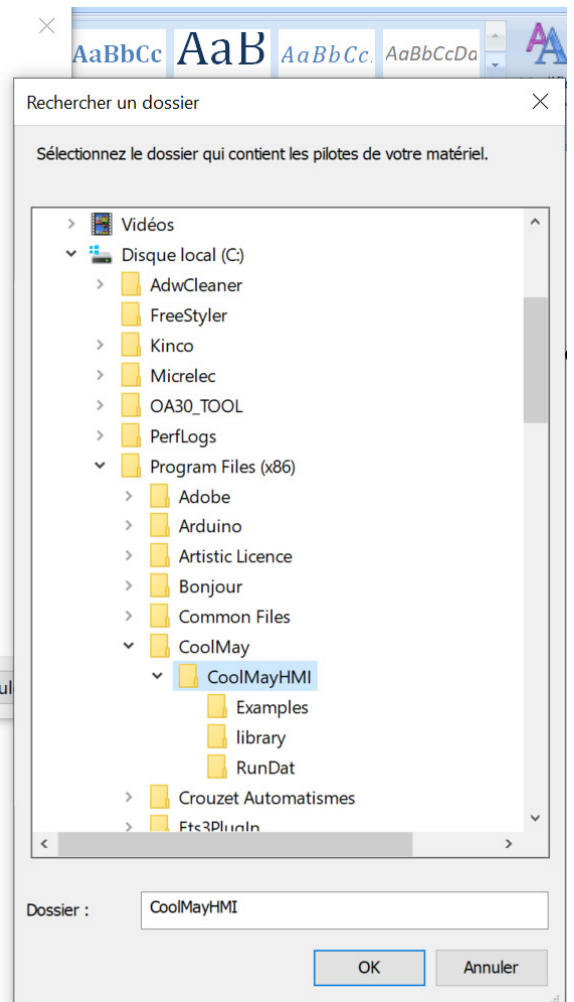 AaBbCc AaB AaBbCc. AaBbCcDd
Rechercher un dossier
Sélectionnez le dossier qui contient les pilotes de votre matériel.
Vidéos
Disque local (C:)
AdwCleaner
FreeStyler
Kinco
Micrelec
OA30_TOOL
PerfLogs
Program Files (x86)
Adobe
Arduino
Artistic Licence
Bonjour
Common Files
CoolMay
CoolMayHMI
Examples
library
RunDat
Crouzet Automatismes
Ets3PlugIn
Dossier :
CoolMayHMI
OK Annuler